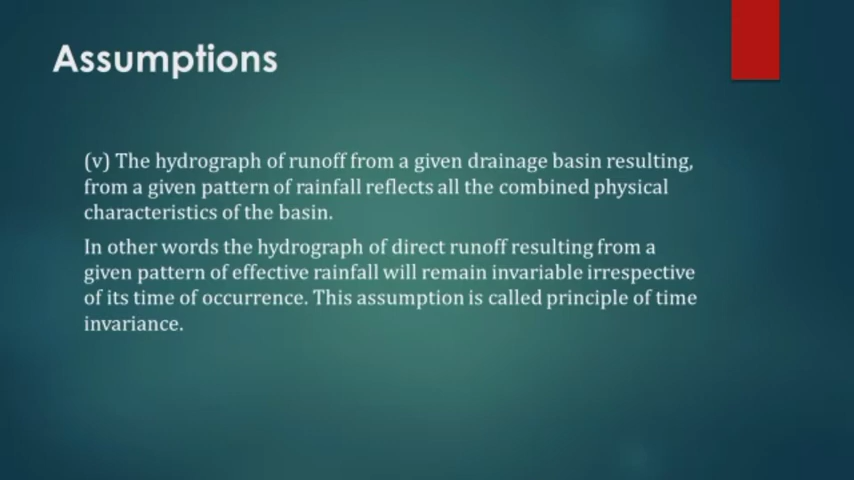 Assumptions
(v) The hydrograph of runoff from a given drainage basin resulting,
from a given pattern of rainfall reflects all the combined physical
characteristics of the basin.
In other words the hydrograph of direct runoff resulting from a
given pattern of effective rainfall will remain invariable irrespective
of its time of occurrence. This assumption is called principle of time
invariance.